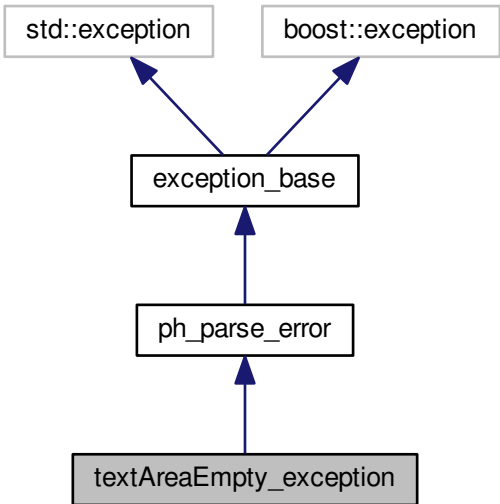 std::exception
boost::exception
exception_base
ph_parse_error
textAreaEmpty_exception